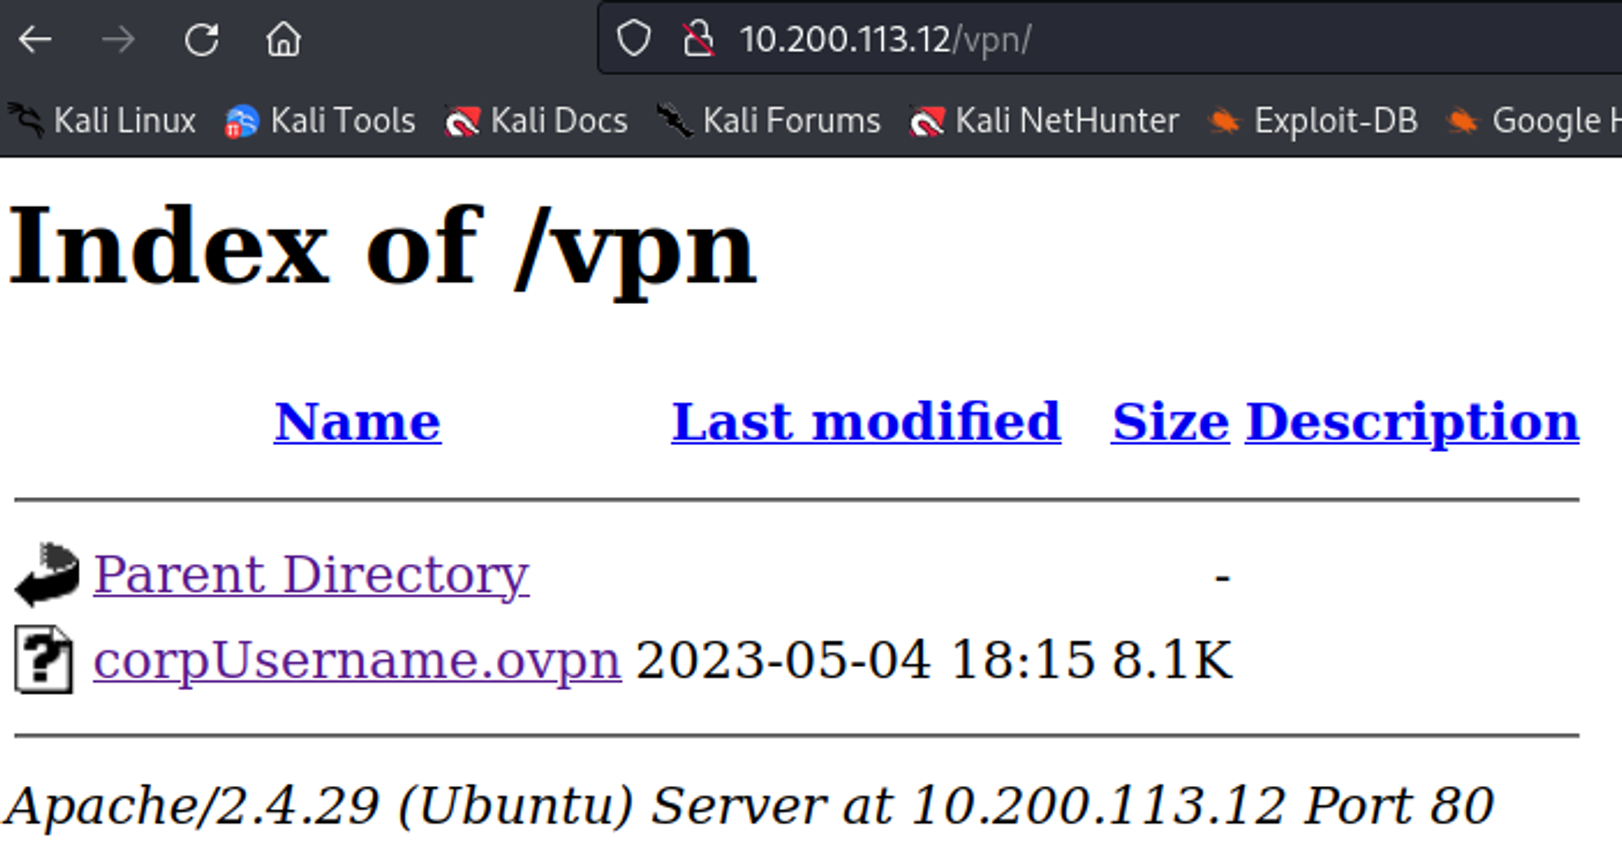 10.200.113.12/vpn/
Kali Linux Kali Tools Kali Docs Kali Forums Kali NetHunter Exploit-DB Google
Index of /vpn
Name Last modified Size Description
Parent Directory -
corpUsername.ovpn 2023-05-04 18:15 8.1K
Apache/2.4.29 (Ubuntu) Server at 10.200.113.12 Port 80